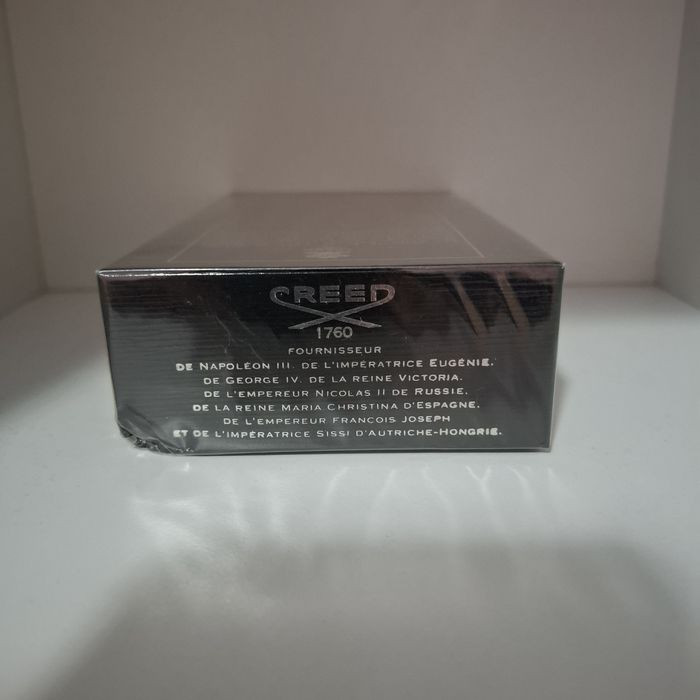 CREED
1760
FOURNISSEUR
DE NAPOLÉON III. DE L'IMPÉRATRICE EUGÉNIE.
DE GEORGE IV. DE LA REINE VICTORIA.
DE L'EMPEREUR NICOLAS II DE RUSSIE.
DE LA REINE MARIA CHRISTINA D'ESPAGNE.
DE L'EMPEREUR FRANCOIS JOSEPH
ET DE L'IMPÉRATRICE SISSI D'AUTRICHE-HONGRIE.